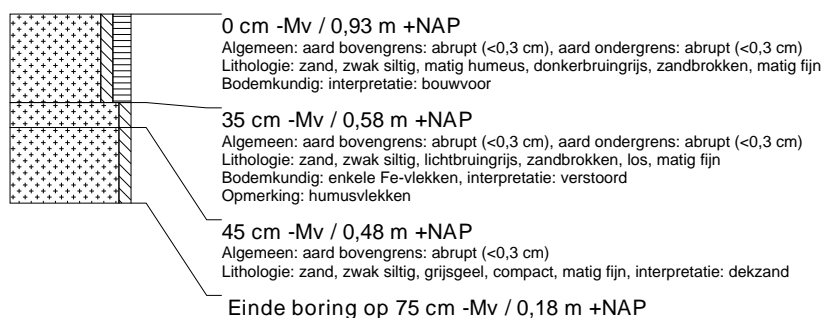 0 cm -Mv / 0,93 m +NAP
Algemeen: aard bovengrens: abrupt (<0,3 cm), aard ondergrens: abrupt (<0,3 cm)
Lithologie: zand, zwak siltig, matig humeus, donkerbruingrijs, zandbrokken, matig fijn
Bodemkundig: interpretatie: bouwvoor
35 cm -Mv / 0,58 m +NAP
Algemeen: aard bovengrens: abrupt (<0,3 cm), aard ondergrens: abrupt (<0,3 cm)
Lithologie: zand, zwak siltig, lichtbruingrijs, zandbrokken, los, matig fijn
Bodemkundig: enkele Fe-vlekken, interpretatie: verstoord
Opmerking: humusvlekken
45 cm -Mv / 0,48 m +NAP
Algemeen: aard bovengrens: abrupt (<0,3 cm)
Lithologie: zand, zwak siltig, grijsgeel, compact, matig fijn, interpretatie: dekzand
Einde boring op 75 cm -Mv / 0,18 m +NAP